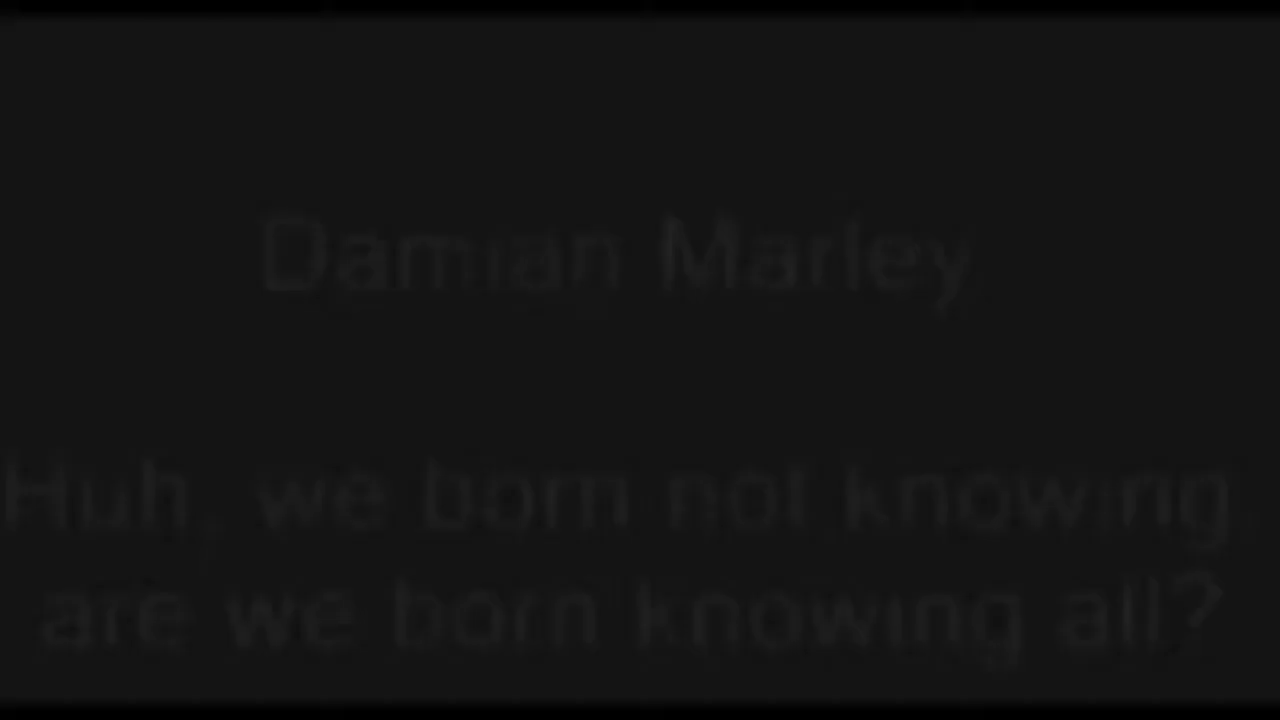 Damian Marley
Huh, we born not knowing,
are we born knowing all?